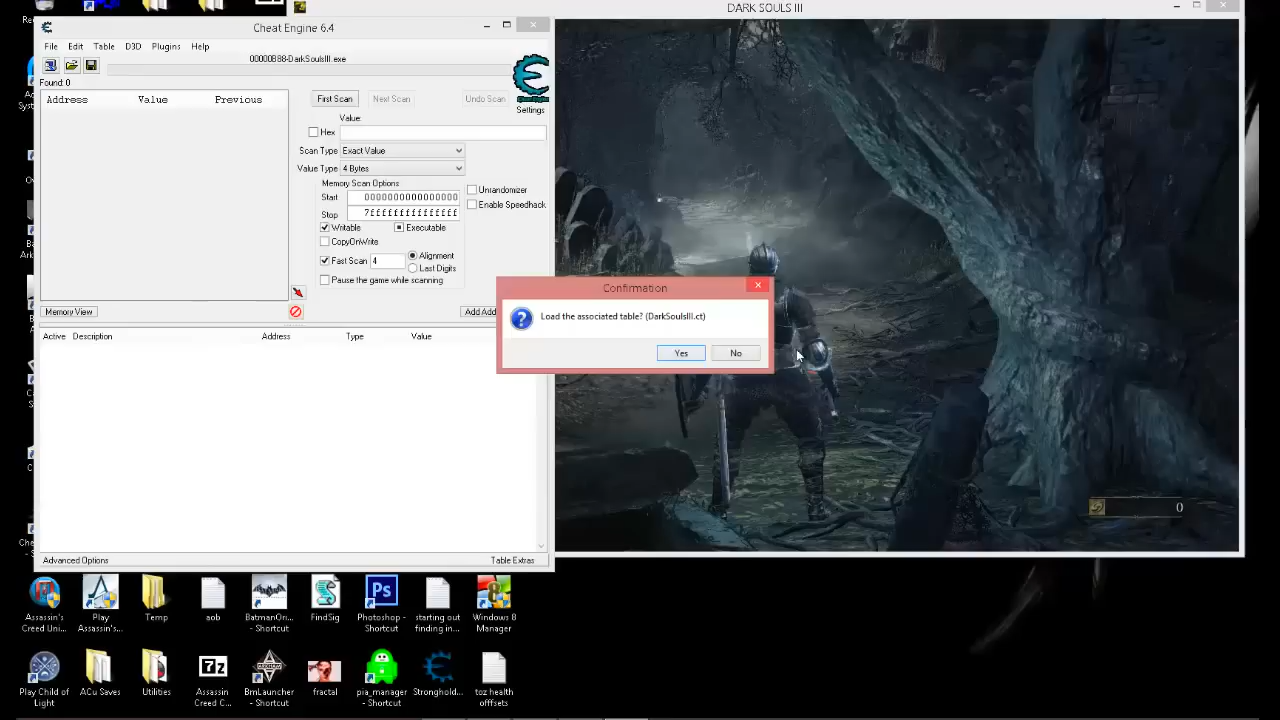 DARK SOULS III
Cheat Engine 6.4
File Edit Table D3D Plugins Help
00000B88-DarkSoulsIII.exe
Found: 0
Address Value Previous
First Scan Next Scan Undo Scan
Settings
Value:
Hex
Scan Type Exact Value
Value Type 4 Bytes
Memory Scan Options
Start 0000000000000000
Stop 7fffffffffffffff
Unrandomizer
Enable Speedhack
Writable Executable
CopyOnWrite
Fast Scan 4 Alignment
Last Digits
Pause the game while scanning
Memory View
Active Description Address Type Value
Confirmation
Load the associated table? (DarkSoulsIII.ct)
Yes No
0
Advanced Options Table Extras
Assassin's
Creed Uni...
Play
Assassin's...
Temp
aob
BatmanOri...
- Shortcut
FindSig
Photoshop -
Shortcut
starting out
finding in...
Windows 8
Manager
Play Child of
Light
ACu Saves
Utilities
Assassin
Creed C...
BmLauncher
- Shortcut
fractal
pia_manager
- Shortcut
Stronghold...
toz health
offfsets